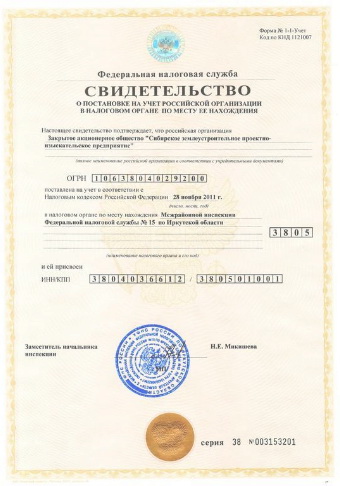 Форма № 1-1-Учет
Код по КНД 1121007
Федеральная налоговая служба
СВИДЕТЕЛЬСТВО
О ПОСТАНОВКЕ НА УЧЕТ РОССИЙСКОЙ ОРГАНИЗАЦИИ
В НАЛОГОВОМ ОРГАНЕ ПО МЕСТУ ЕЕ НАХОЖДЕНИЯ
Настоящее свидетельство подтверждает, что российская организация
Закрытое акционерное общество "Сибирское землеустроительное проектно-
изыскательское предприятие"
(полное наименование российской организации в соответствии с учредительными документами)
ОГРН 1063804029200
поставлена на учет в соответствии с
Налоговым кодексом Российской Федерации 28 ноября 2011 г.
(число, месяц, год)
в налоговом органе по месту нахождения Межрайонной инспекции
Федеральной налоговой службы № 15 по Иркутской области
3805
(наименование налогового органа и его код)
и ей присвоен
ИНН/КПП 3804036612 / 380501001
Заместитель начальника
инспекции
Н.Е. Микишева
МП
серия 38 №003153201